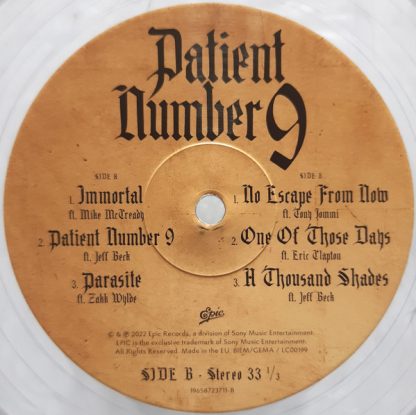 Patient
Number 9
SIDE A
1. Immortal
ft. Mike McTready
2. Patient Number 9
ft. Jeff Beck
3. Parasite
ft. Zakk Wylde
SIDE B
1. No Escape From Now
ft. Tony Iommi
2. One Of Those Days
ft. Eric Clapton
3. A Thousand Shades
ft. Jeff Beck
Epic
© & ℗ 2022 Epic Records, a division of Sony Music Entertainment.
EPIC is the exclusive trademark of Sony Music Entertainment.
All Rights Reserved. Made in the EU. BIEM/GEMA / LC00199
SIDE B - Stereo 33 1/3
19658723711-B